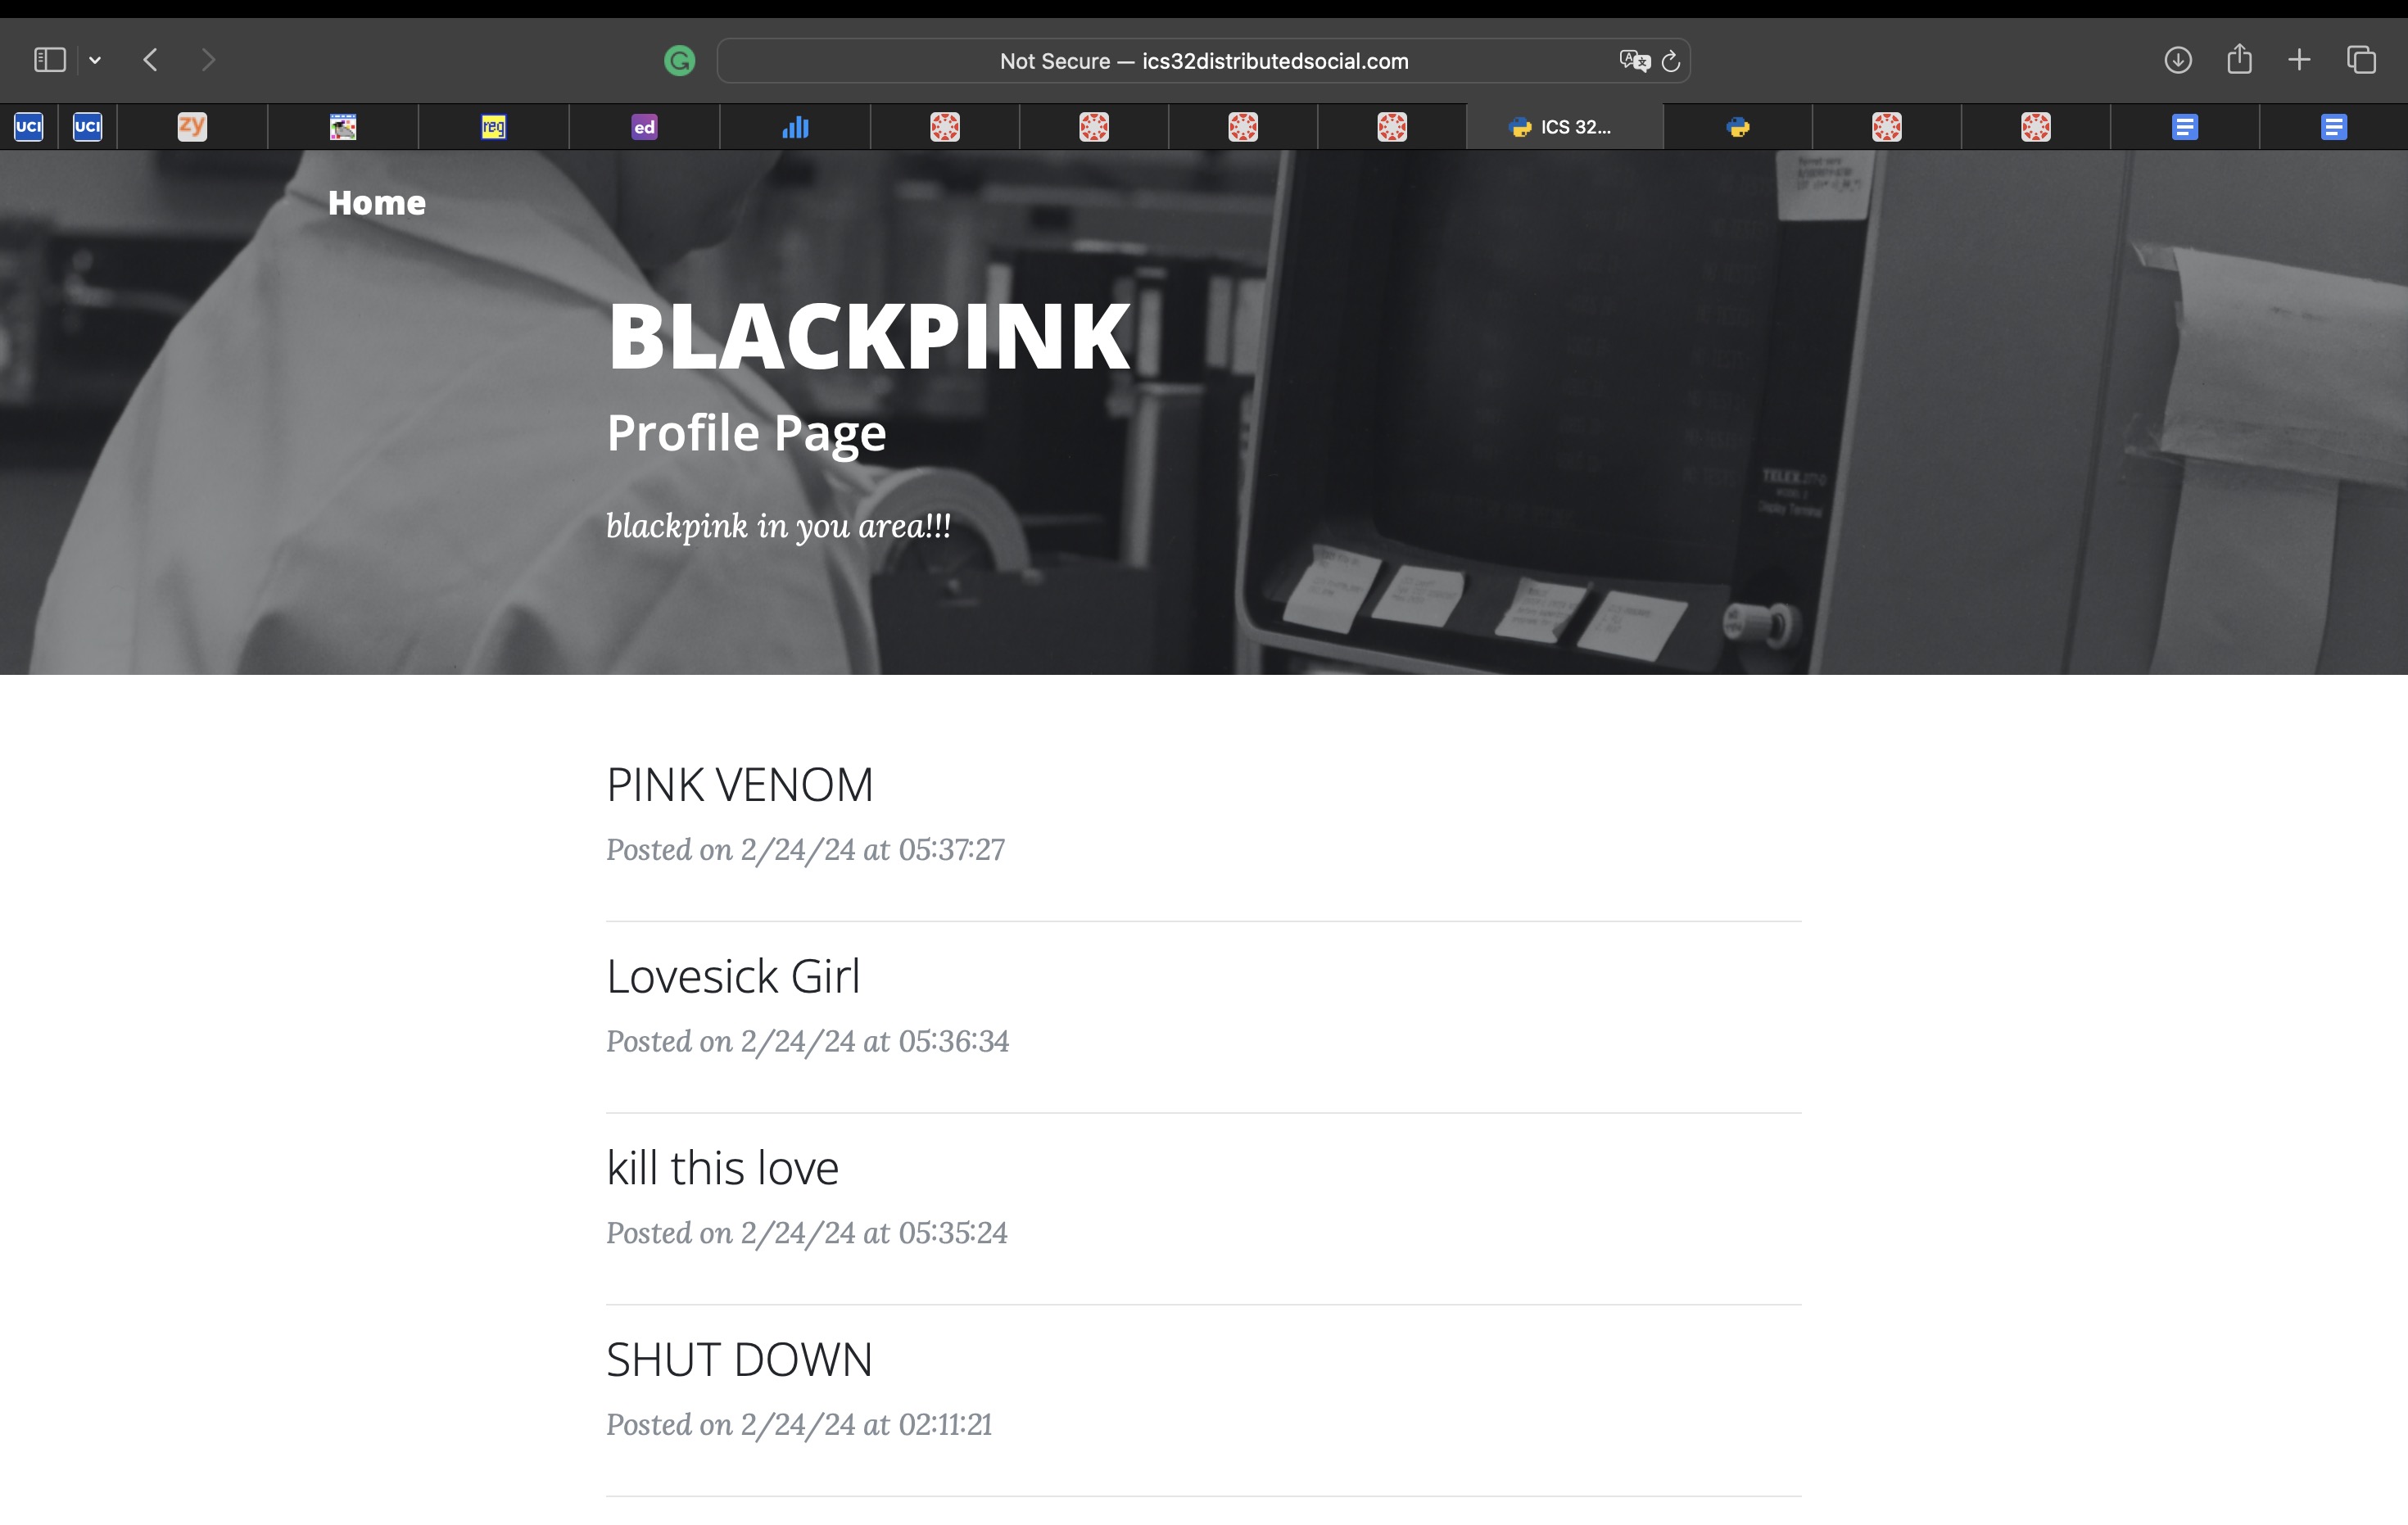 Not Secure — ics32distributedsocial.com
UCI
UCI
zy
reg
ed
ICS 32...
Home
BLACKPINK
Profile Page
blackpink in you area!!!
TELEX
Display Terminal
PINK VENOM
Posted on 2/24/24 at 05:37:27
Lovesick Girl
Posted on 2/24/24 at 05:36:34
kill this love
Posted on 2/24/24 at 05:35:24
SHUT DOWN
Posted on 2/24/24 at 02:11:21